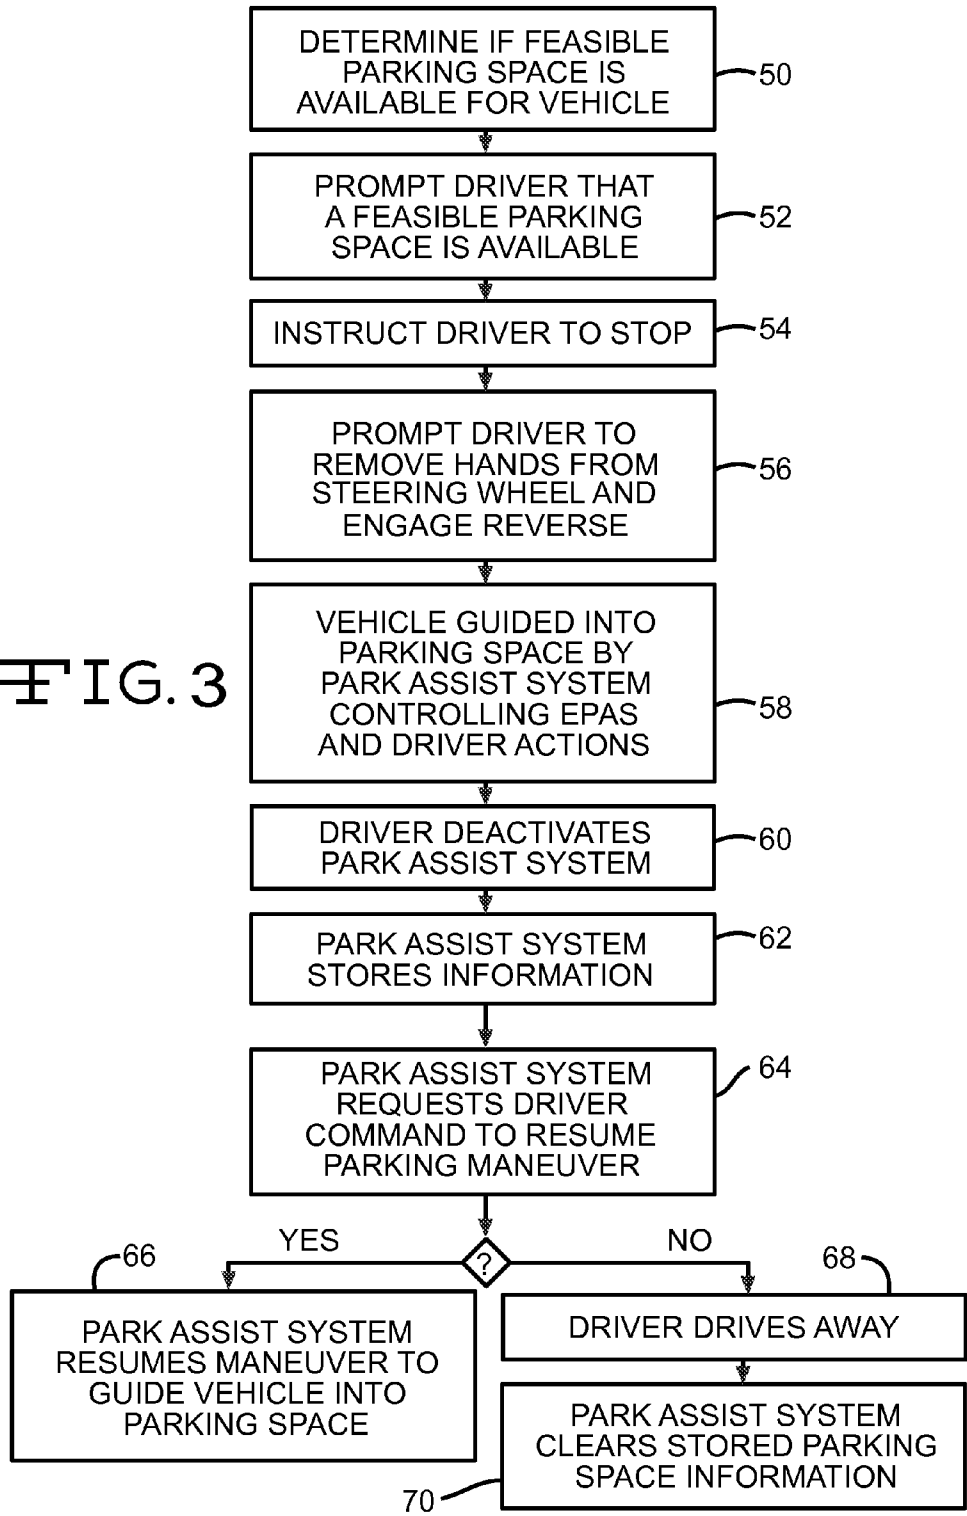 DETERMINE IF FEASIBLE
PARKING SPACE IS
AVAILABLE FOR VEHICLE
50
PROMPT DRIVER THAT
A FEASIBLE PARKING
SPACE IS AVAILABLE
52
INSTRUCT DRIVER TO STOP
54
PROMPT DRIVER TO
REMOVE HANDS FROM
STEERING WHEEL AND
ENGAGE REVERSE
56
VEHICLE GUIDED INTO
PARKING SPACE BY
PARK ASSIST SYSTEM
CONTROLLING EPAS
AND DRIVER ACTIONS
58
FIG. 3
DRIVER DEACTIVATES
PARK ASSIST SYSTEM
60
PARK ASSIST SYSTEM
STORES INFORMATION
62
PARK ASSIST SYSTEM
REQUESTS DRIVER
COMMAND TO RESUME
PARKING MANEUVER
64
YES
?
NO
66
PARK ASSIST SYSTEM
RESUMES MANEUVER TO
GUIDE VEHICLE INTO
PARKING SPACE
68
DRIVER DRIVES AWAY
PARK ASSIST SYSTEM
CLEARS STORED PARKING
SPACE INFORMATION
70